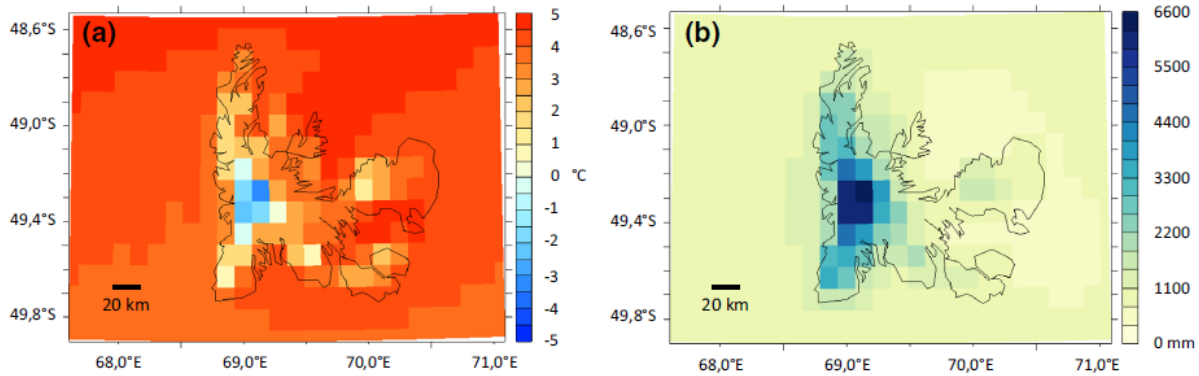 (a)
48,6°S
49,0°S
49,4°S
49,8°S
20 km
68,0°E 69,0°E 70,0°E 71,0°E
5
4
3
2
1
0 °C
-1
-2
-3
-4
-5
(b)
48,6°S
49,0°S
49,4°S
49,8°S
20 km
68,0°E 69,0°E 70,0°E 71,0°E
6600
5500
4400
3300
2200
1100
0 mm